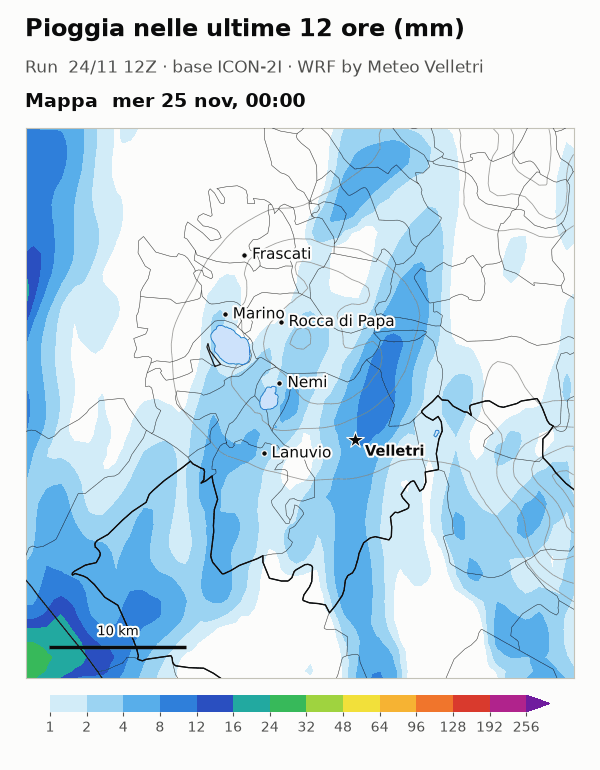 Pioggia nelle ultime 12 ore (mm)
Run  24/11 12Z · base ICON-2I · WRF by Meteo Velletri
Mappa  mer 25 nov, 00:00
Frascati
Marino
Rocca di Papa
Nemi
Velletri
Lanuvio
10 km
1 2 4 8 12 16 24 32 48 64 96 128 192 256